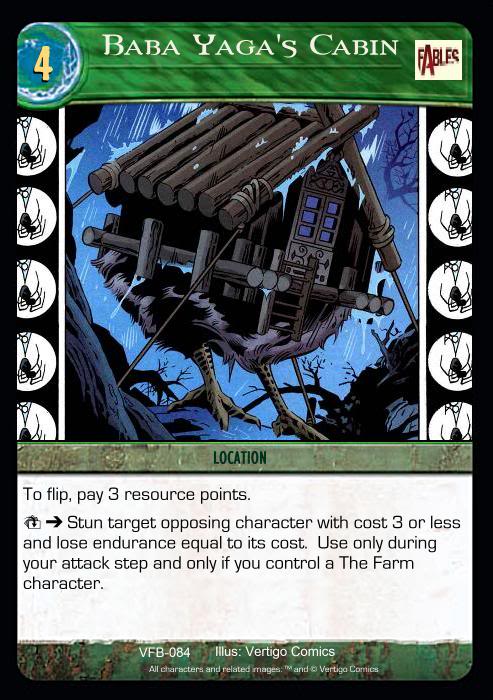 4
BABA YAGA'S CABIN
FABLES
LOCATION
To flip, pay 3 resource points.
➔ Stun target opposing character with cost 3 or less
and lose endurance equal to its cost. Use only during
your attack step and only if you control a The Farm
character.
VFB-084 Illus: Vertigo Comics
All characters and related images: ™ and © Vertigo Comics